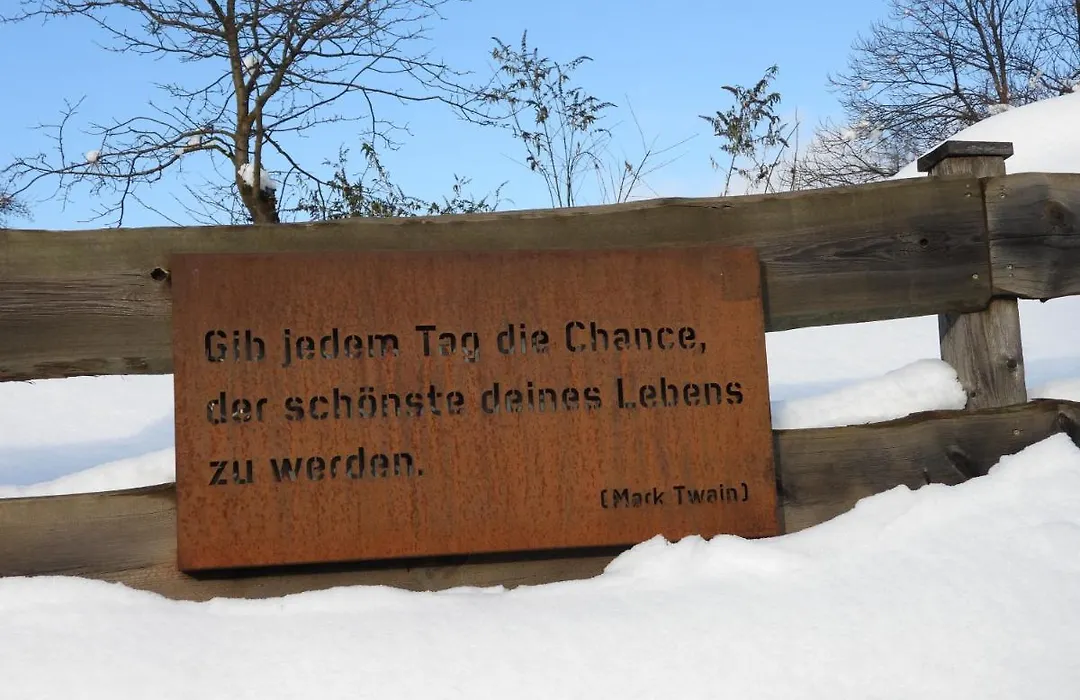 Gib jedem Tag die Chance,
der schönste deines Lebens
zu werden.
(Mark Twain)